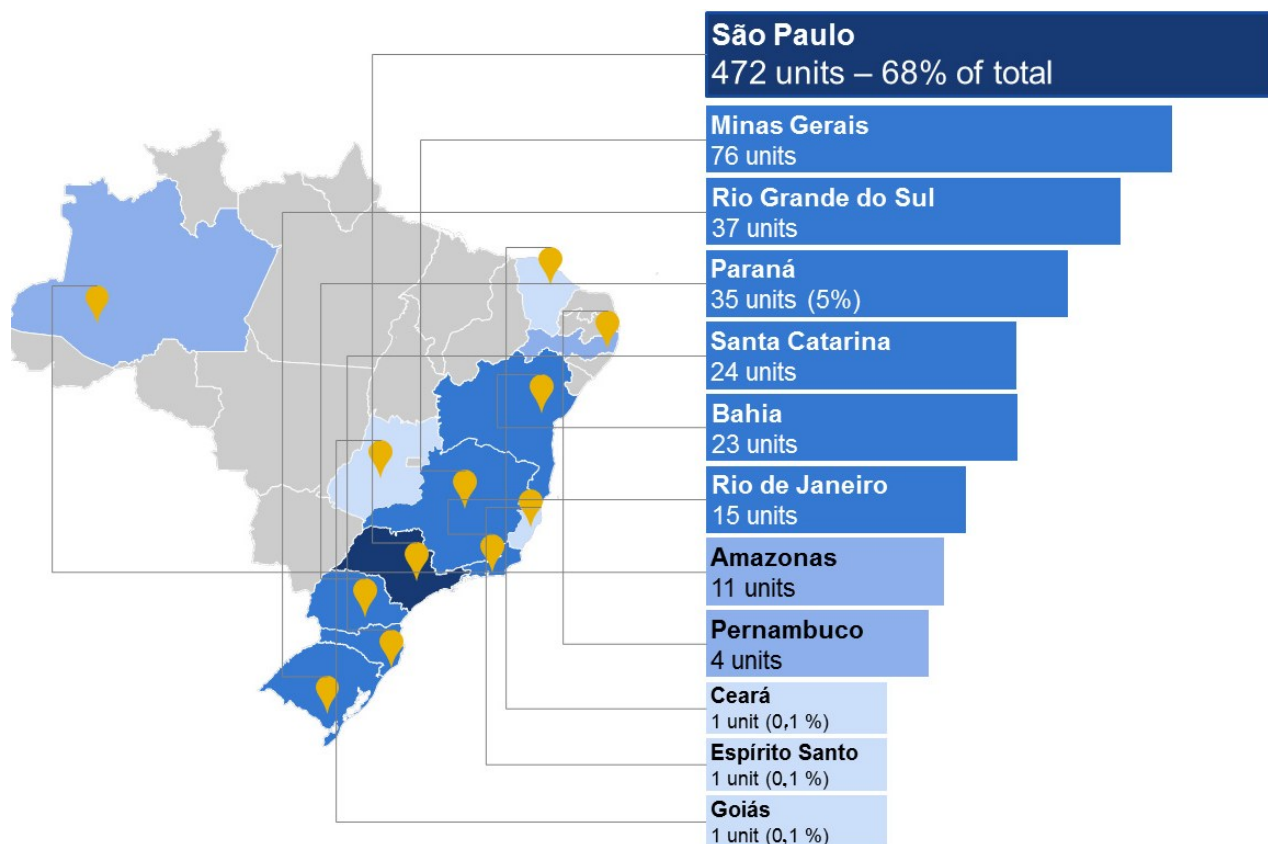 São Paulo
472 units – 68% of total
Minas Gerais
76 units
Rio Grande do Sul
37 units
Paraná
35 units (5%)
Santa Catarina
24 units
Bahia
23 units
Rio de Janeiro
15 units
Amazonas
11 units
Pernambuco
4 units
Ceará
1 unit (0,1 %)
Espírito Santo
1 unit (0,1 %)
Goiás
1 unit (0,1 %)